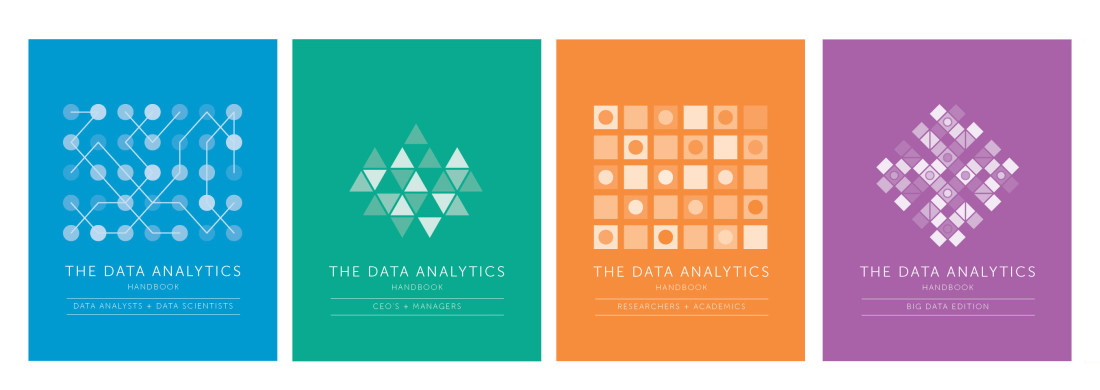 THE DATA ANALYTICS
HANDBOOK
DATA ANALYSTS + DATA SCIENTISTS
THE DATA ANALYTICS
HANDBOOK
CEO'S + MANAGERS
THE DATA ANALYTICS
HANDBOOK
RESEARCHERS + ACADEMICS
THE DATA ANALYTICS
HANDBOOK
BIG DATA EDITION